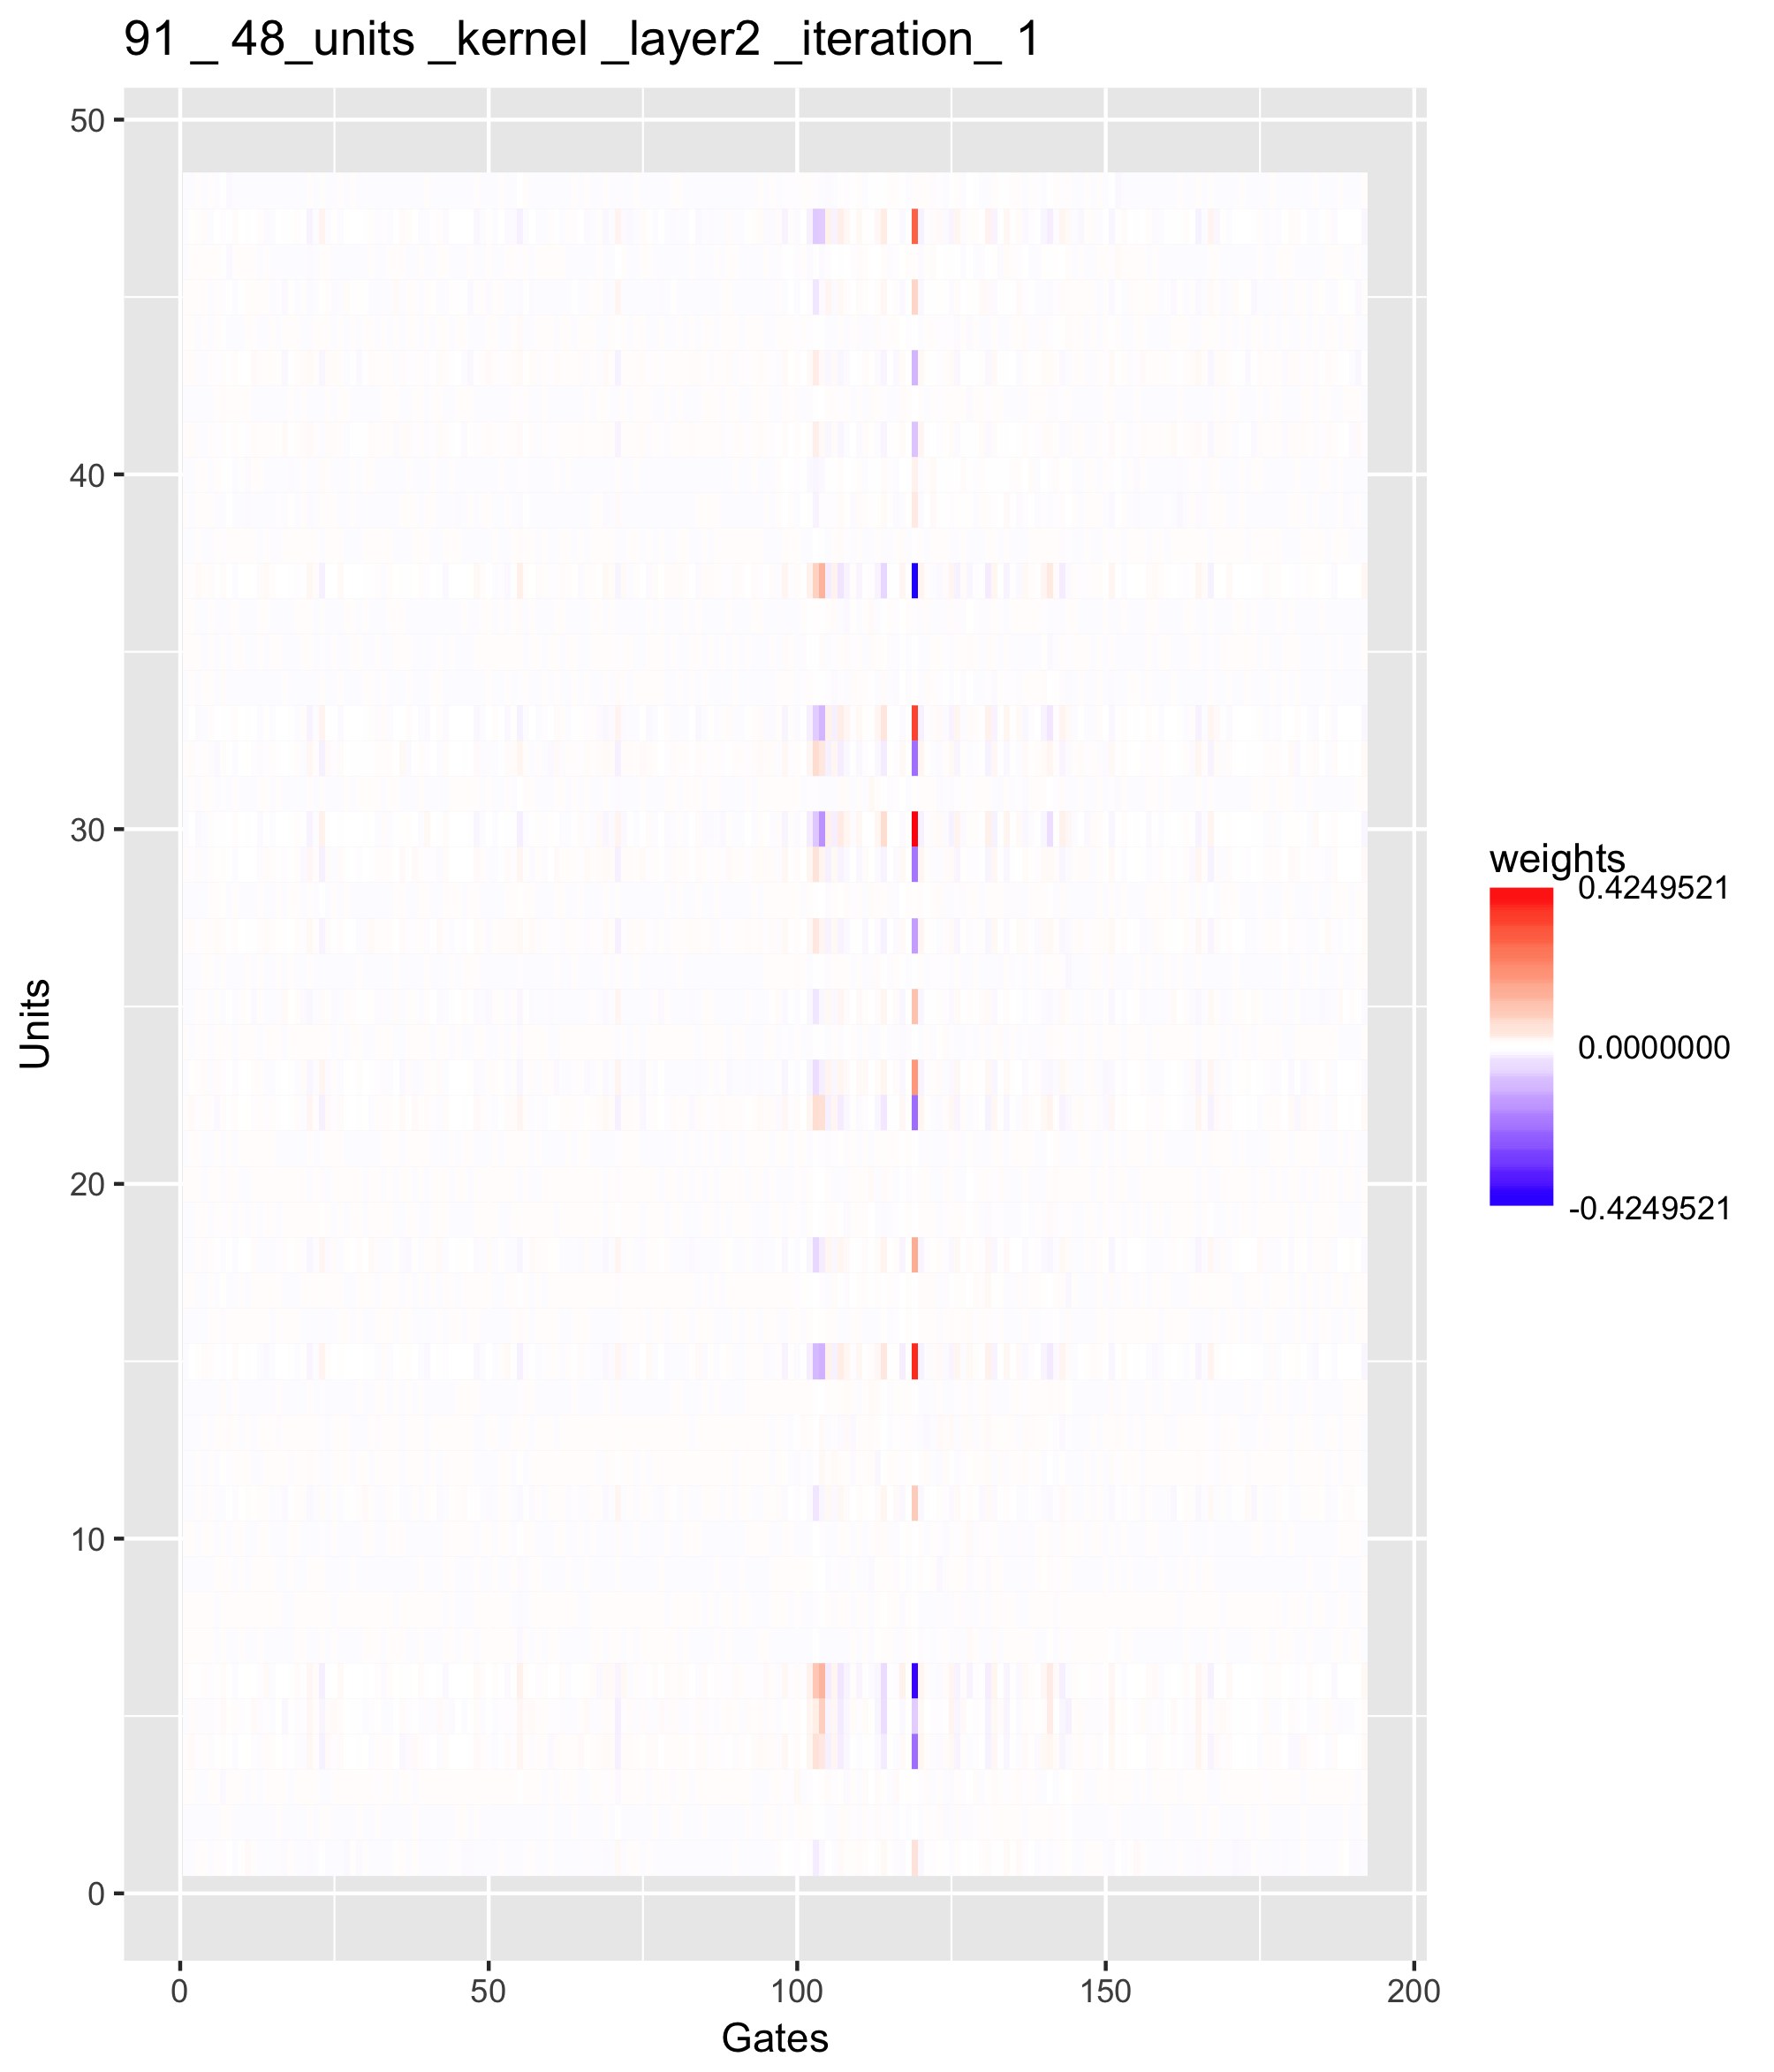 91 _ 48_units _kernel _layer2 _iteration_ 1
50
40
30
20
10
0
Units
0 50 100 150 200
Gates
weights
0.4249521
0.0000000
-0.4249521